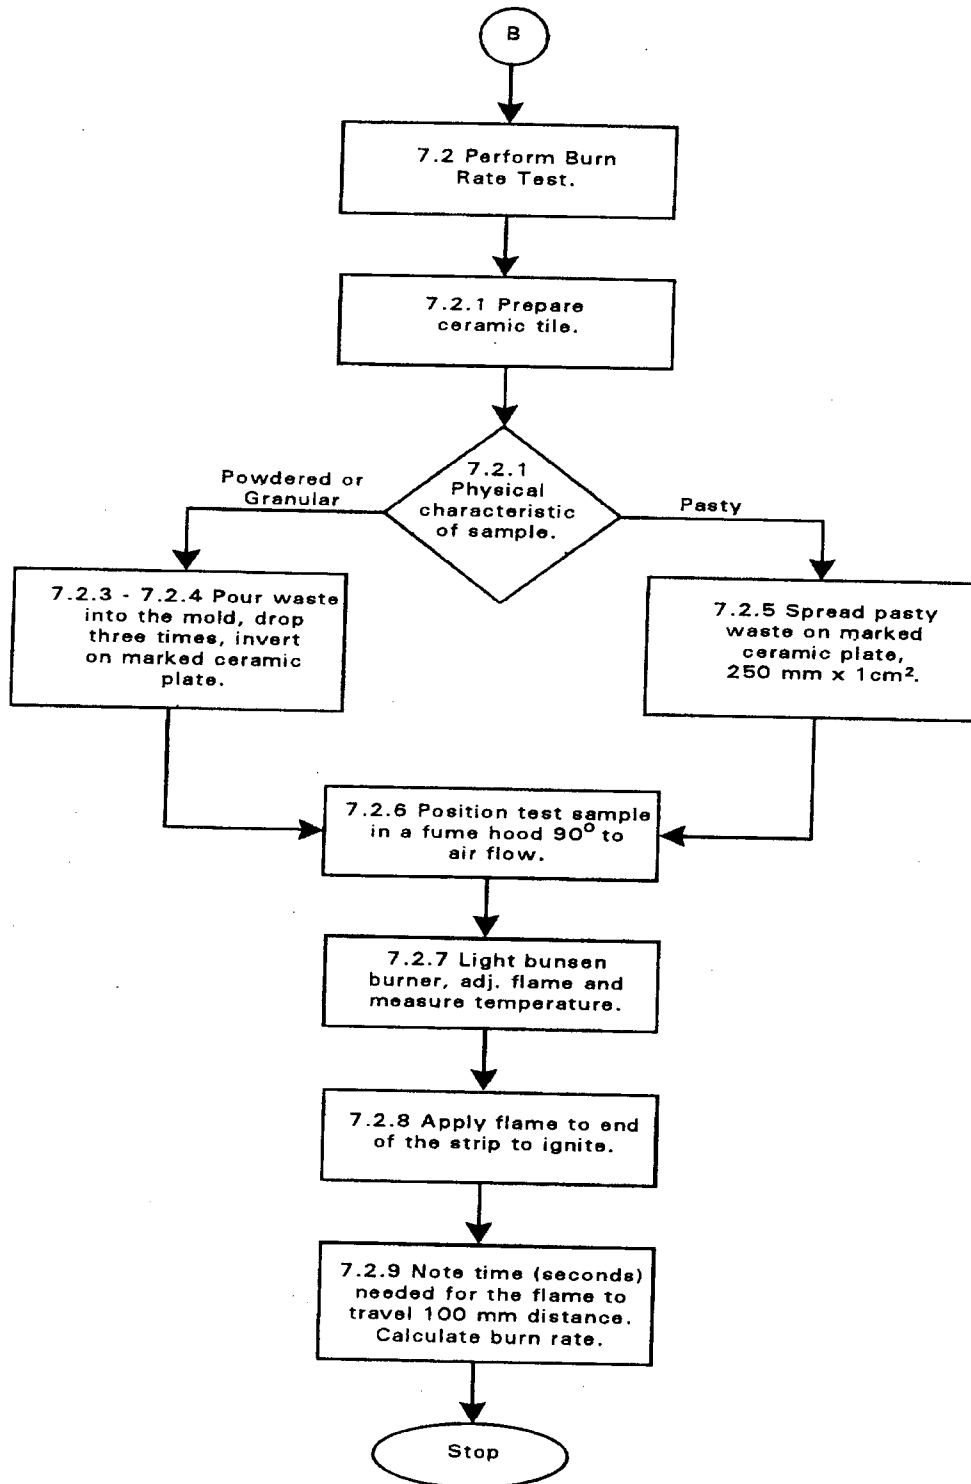 B
7.2 Perform Burn
Rate Test.
7.2.1 Prepare
ceramic tile.
7.2.1
Physical
characteristic
of sample.
Powdered or
Granular
Pasty
7.2.3 - 7.2.4 Pour waste
into the mold, drop
three times, invert
on marked ceramic
plate.
7.2.5 Spread pasty
waste on marked
ceramic plate,
250 mm x 1cm².
7.2.6 Position test sample
in a fume hood 90° to
air flow.
7.2.7 Light bunsen
burner, adj. flame and
measure temperature.
7.2.8 Apply flame to end
of the strip to ignite.
7.2.9 Note time (seconds)
needed for the flame to
travel 100 mm distance.
Calculate burn rate.
Stop